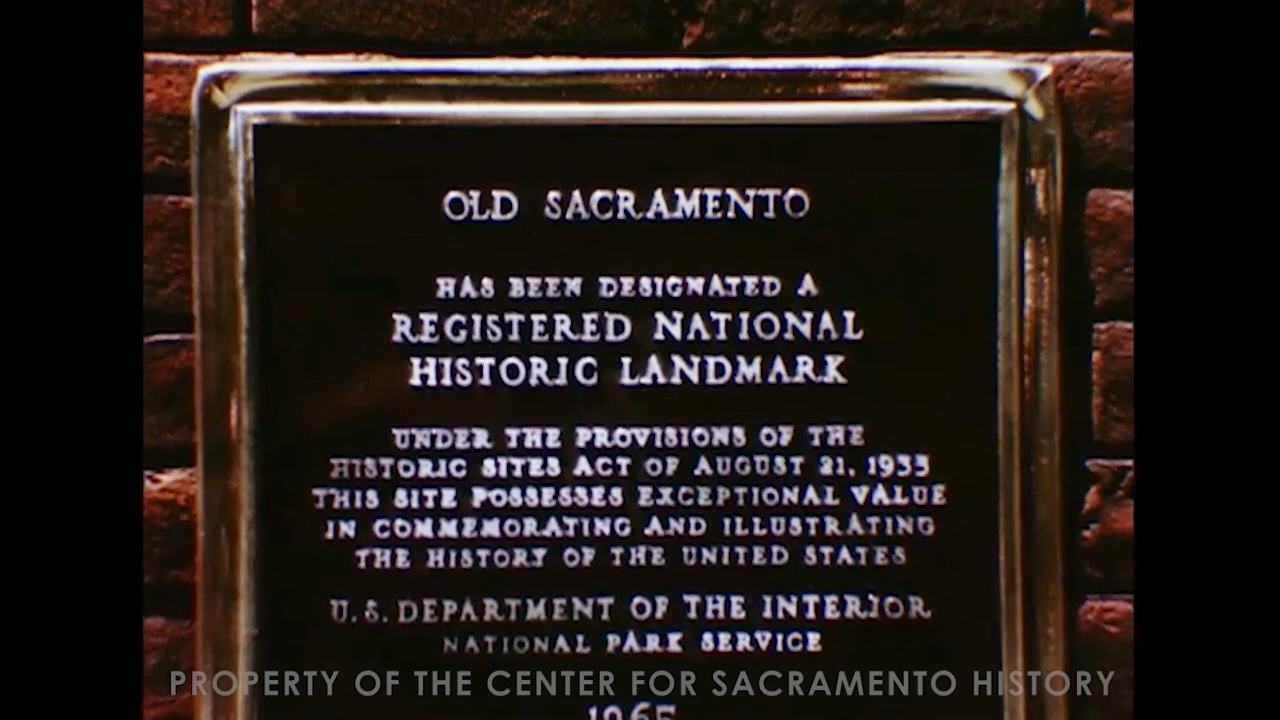 OLD SACRAMENTO
HAS BEEN DESIGNATED A
REGISTERED NATIONAL
HISTORIC LANDMARK
UNDER THE PROVISIONS OF THE
HISTORIC SITES ACT OF AUGUST 21, 1935
THIS SITE POSSESSES EXCEPTIONAL VALUE
IN COMMEMORATING AND ILLUSTRATING
THE HISTORY OF THE UNITED STATES
U.S. DEPARTMENT OF THE INTERIOR
NATIONAL PARK SERVICE
PROPERTY OF THE CENTER FOR SACRAMENTO HISTORY